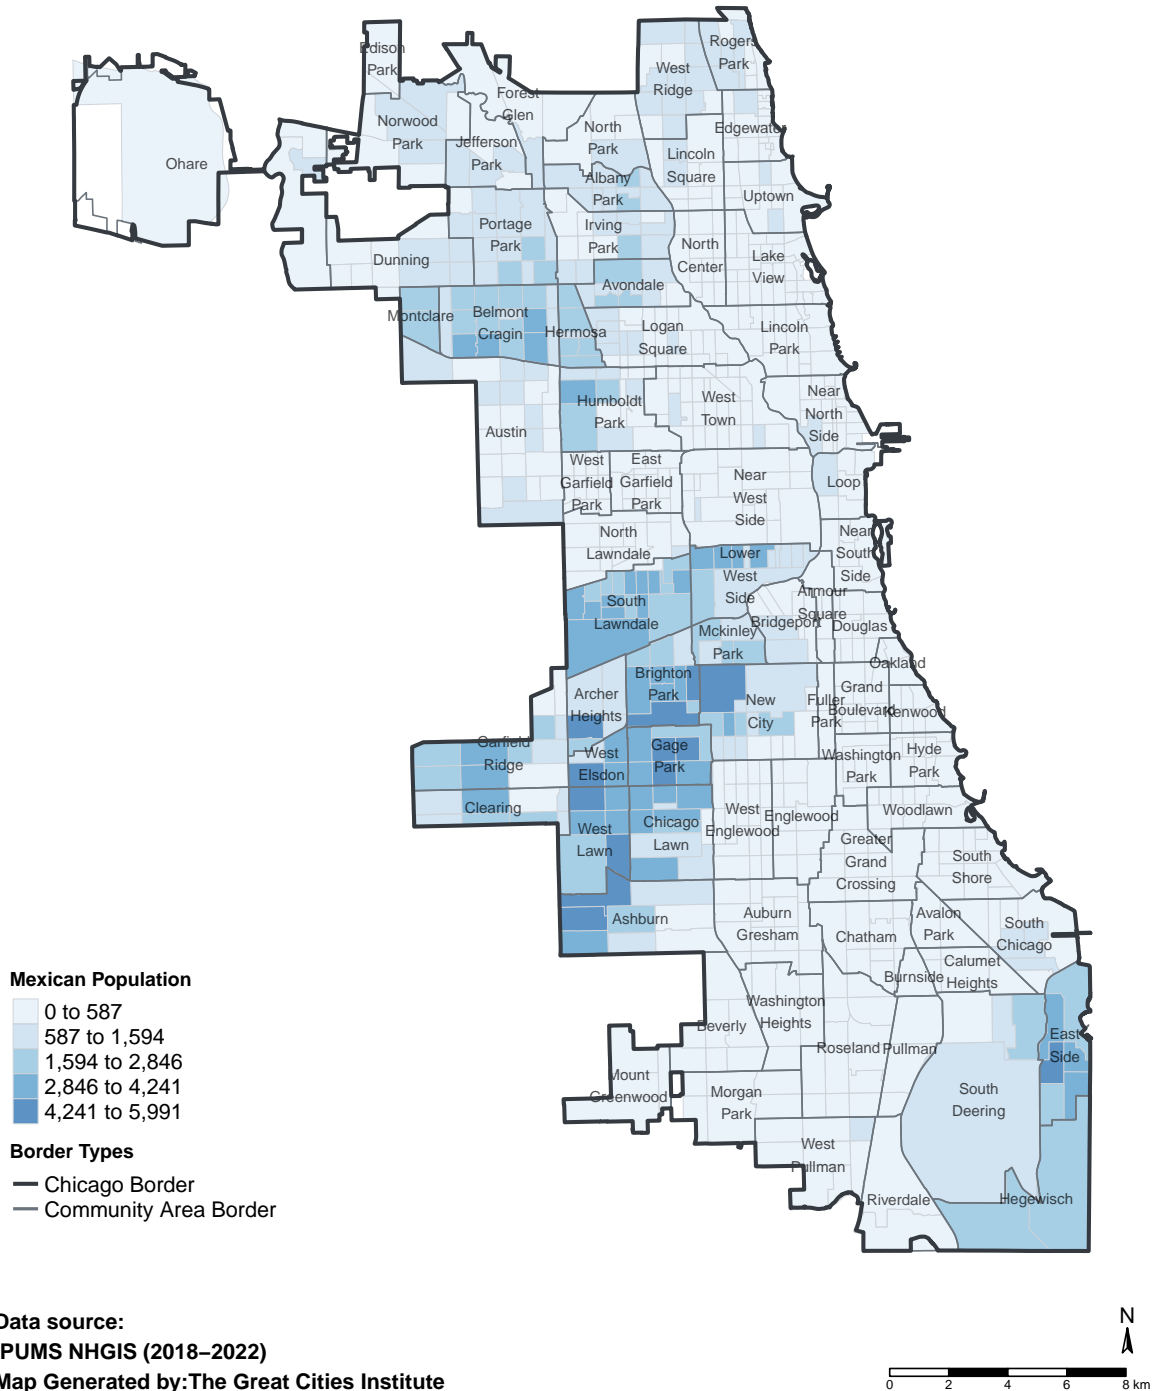 Rogers
Park
West
Ridge
Edison
Park
Forest
Glen
Norwood
Park
Jefferson
Park
North
Park
Edgewater
Lincoln
Square
Ohare
Albany
Park
Uptown
Portage
Park
Irving
Park
North
Center
Lake
View
Dunning
Avondale
Montclare
Belmont
Cragin
Hermosa
Logan
Square
Lincoln
Park
Near
North
Side
Humboldt
Park
West
Town
Austin
West
Garfield
Park
East
Garfield
Park
Near
West
Side
Loop
North
Lawndale
Near
South
Side
Lower
West
Side
Armour
Square
South
Lawndale
Mckinley
Park
Bridgeport
Douglas
Oakland
Brighton
Park
Archer
Heights
New
City
Fuller
Park
Grand
Boulevard
Kenwood
Garfield
Ridge
West
Elsdon
Gage
Park
Washington
Park
Hyde
Park
Clearing
West
Lawn
Chicago
Lawn
West
Englewood
Englewood
Woodlawn
Greater
Grand
Crossing
South
Shore
Ashburn
Auburn
Gresham
Chatham
Avalon
Park
South
Chicago
Burnside
Calumet
Heights
Washington
Heights
Beverly
Roseland
Pullman
East
Side
Mount
Greenwood
Morgan
Park
South
Deering
West
Pullman
Riverdale
Hegewisch
Mexican Population
0 to 587
587 to 1,594
1,594 to 2,846
2,846 to 4,241
4,241 to 5,991
Border Types
Chicago Border
Community Area Border
Data source:
IPUMS NHGIS (2018–2022)
Map Generated by:The Great Cities Institute
N
0 2 4 6 8 km